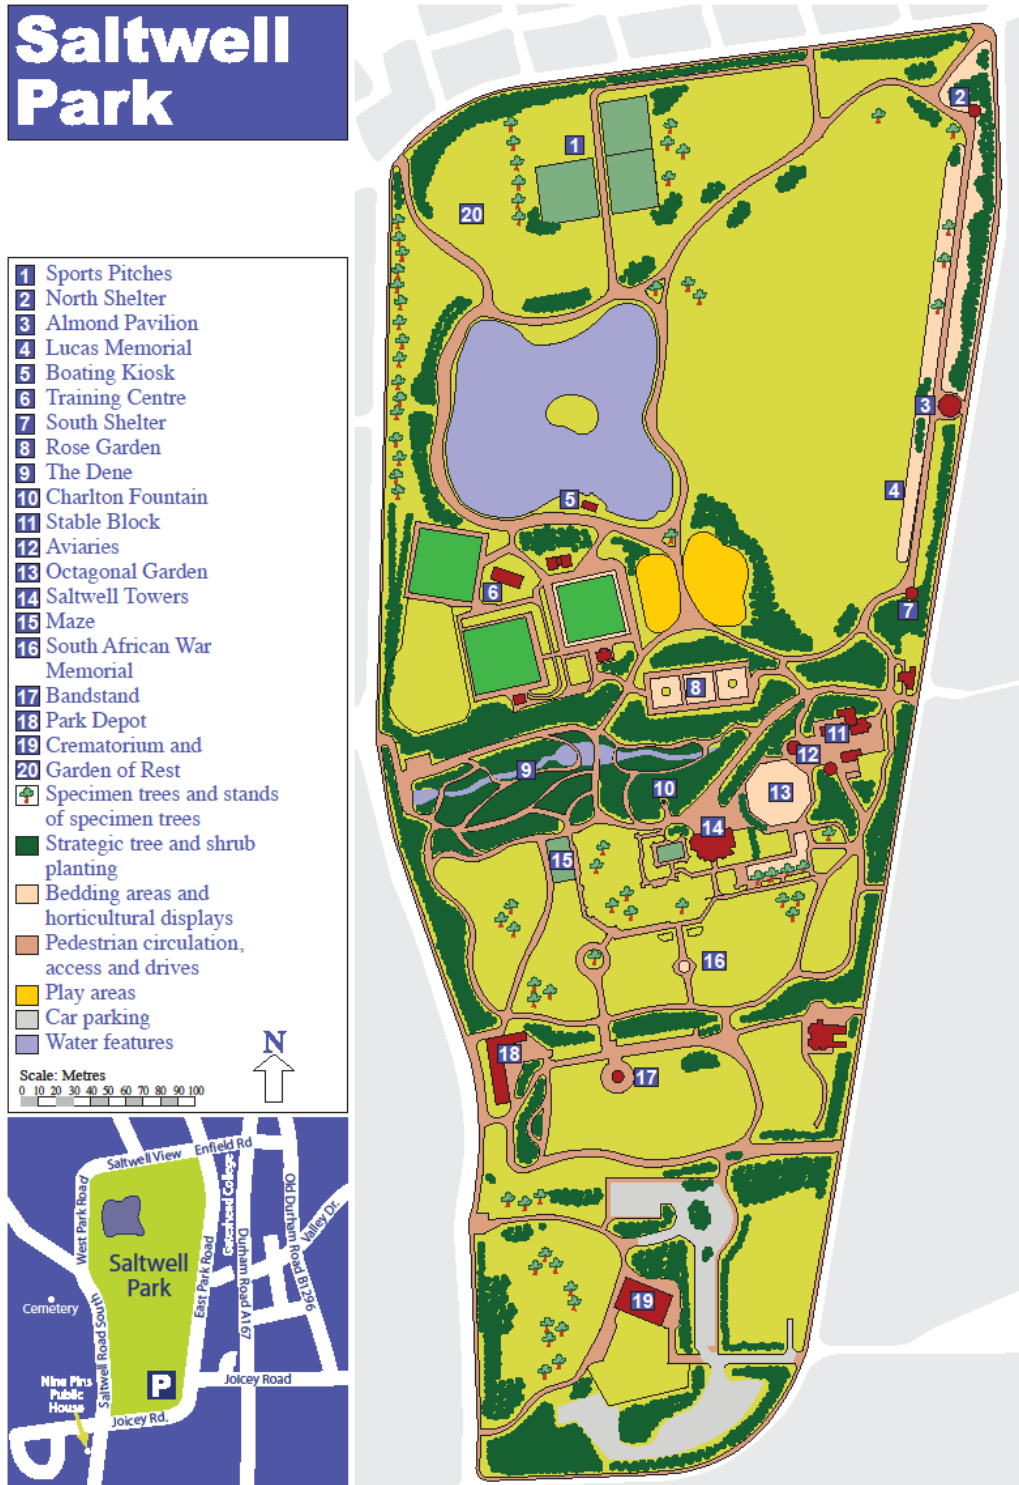 Saltwell
Park
1 Sports Pitches
2 North Shelter
3 Almond Pavilion
4 Lucas Memorial
5 Boating Kiosk
6 Training Centre
7 South Shelter
8 Rose Garden
9 The Dene
10 Charlton Fountain
11 Stable Block
12 Aviaries
13 Octagonal Garden
14 Saltwell Towers
15 Maze
16 South African War
Memorial
17 Bandstand
18 Park Depot
19 Crematorium and
20 Garden of Rest
Specimen trees and stands
of specimen trees
Strategic tree and shrub
planting
Bedding areas and
horticultural displays
Pedestrian circulation,
access and drives
Play areas
Car parking
Water features
N
Scale: Metres
0 10 20 30 40 50 60 70 80 90 100
Saltwell View
Enfield Rd
West Park Road
Gateshead College
Old Durham Road B1296
Valley Dr.
Durham Road A167
East Park Road
Saltwell
Park
Cemetery
Saltwell Road South
Nine Pins
Public
House
P
Joicey Road
Joicey Rd.
2
1
20
3
4
5
6
7
8
11
12
9
10
13
14
15
16
18
17
19